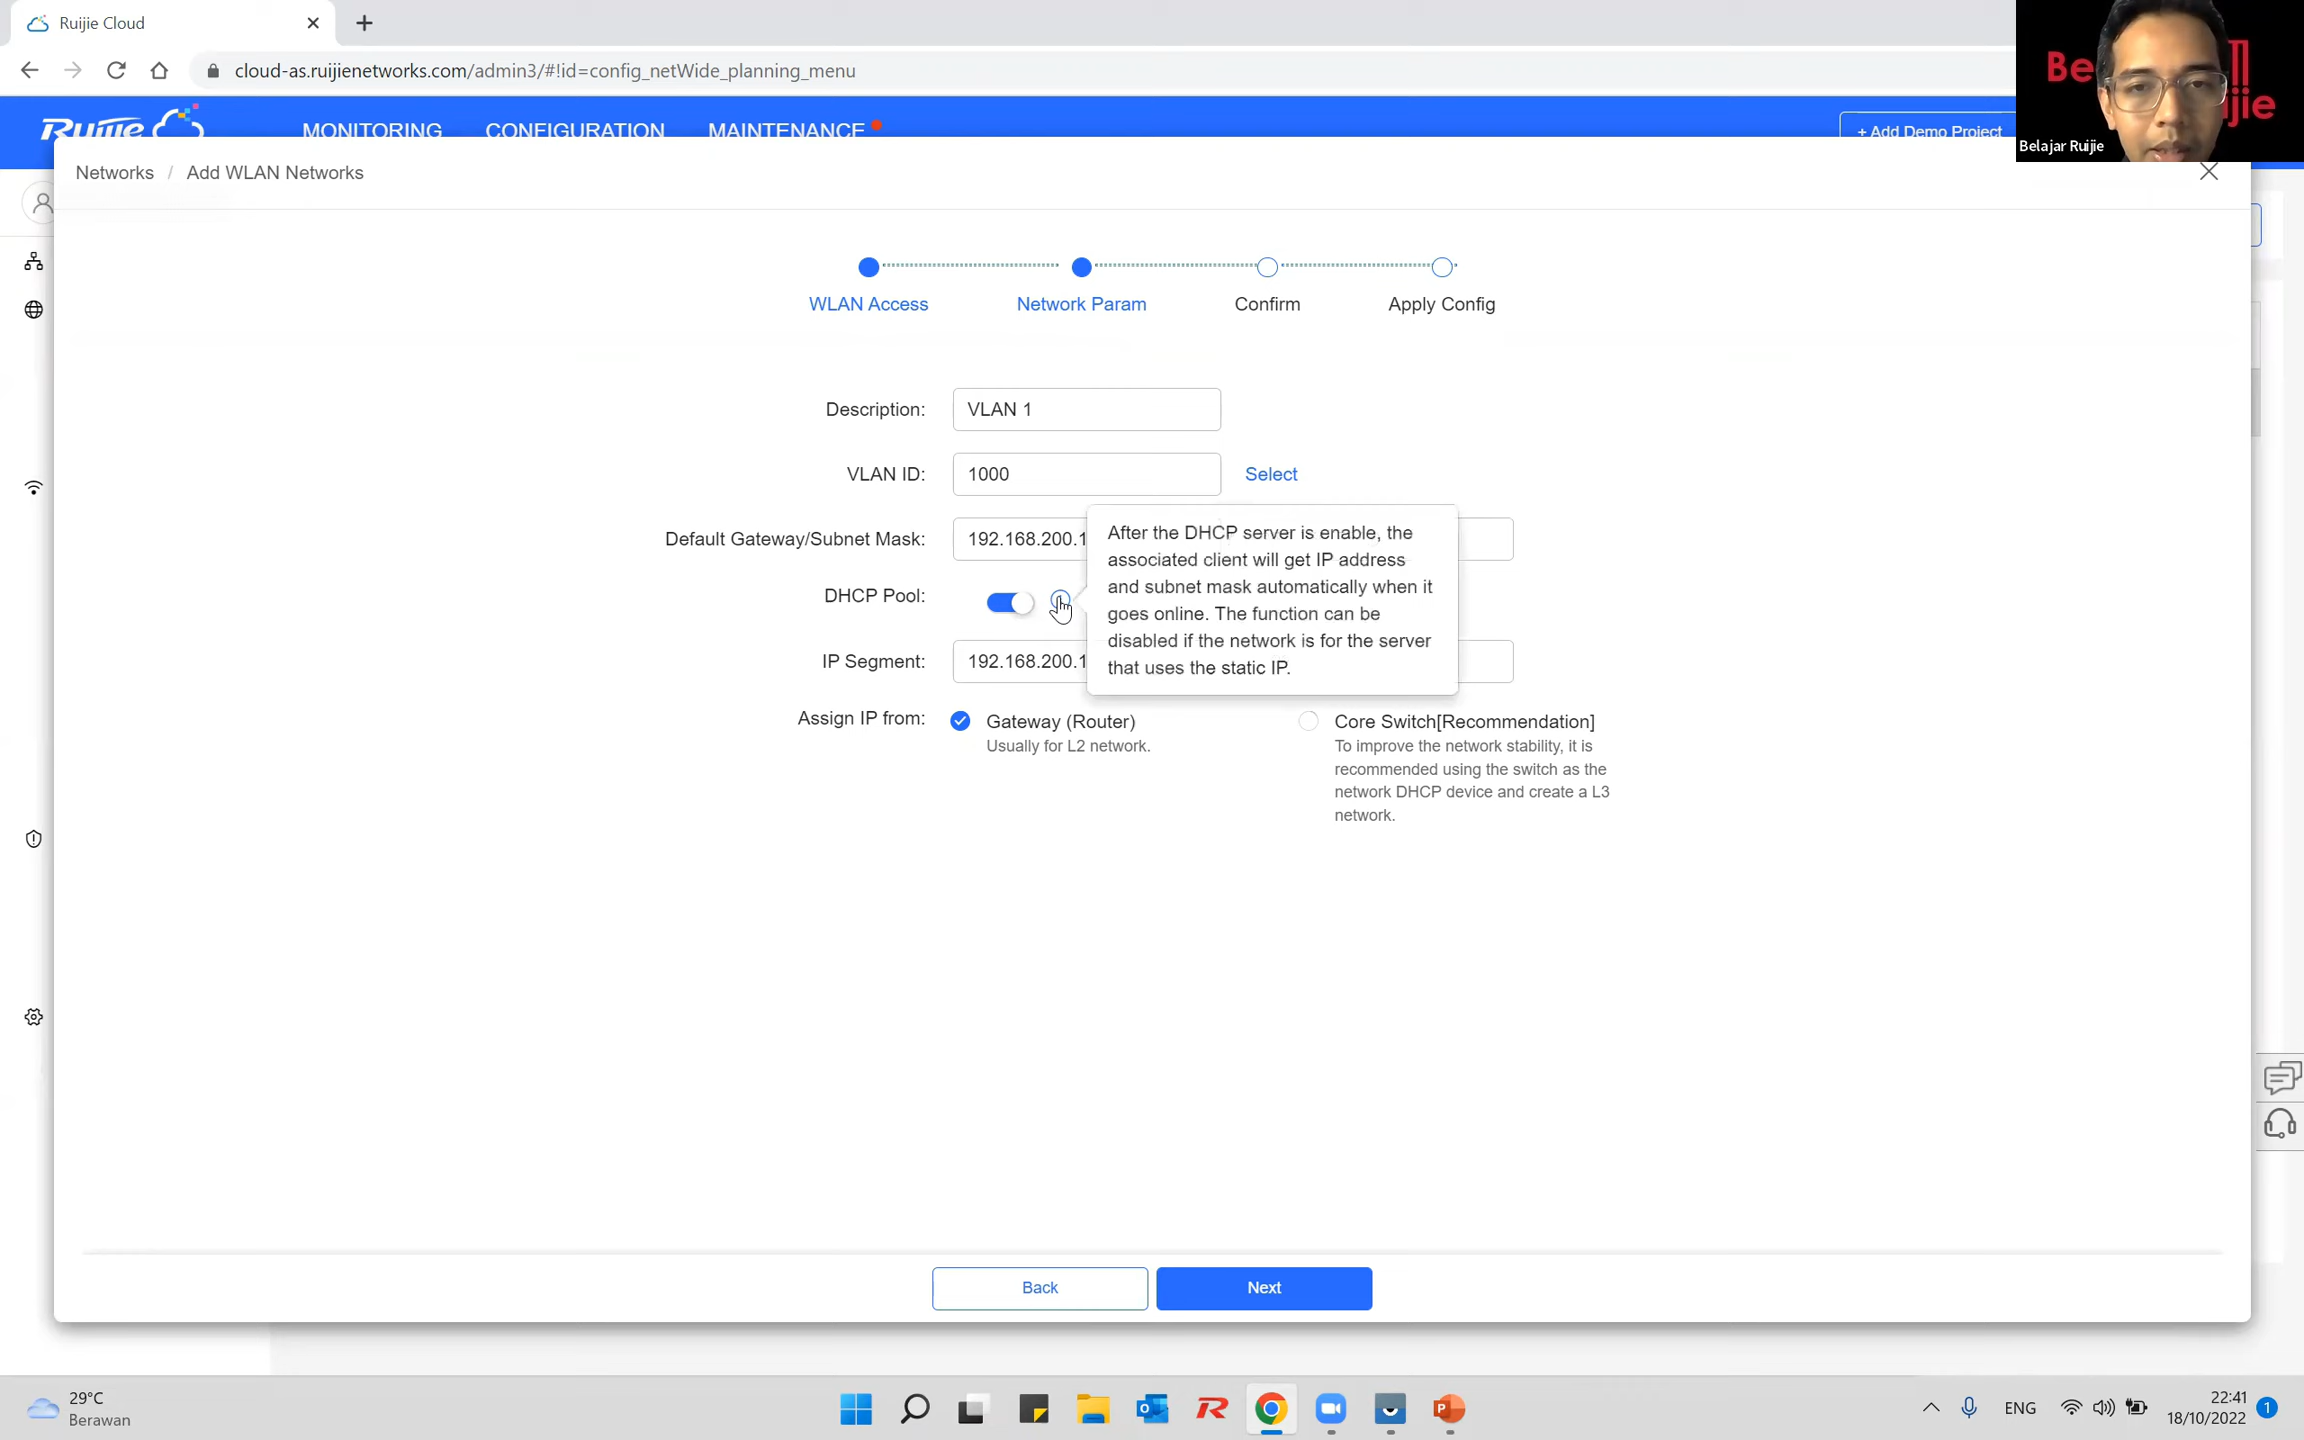 Ruijie Cloud
cloud-as.ruijienetworks.com/admin3/#!id=config_netWide_planning_menu
Ruijie
MONITORING
CONFIGURATION
MAINTENANCE
+ Add Demo Project
Belajar Ruijie
Networks / Add WLAN Networks
WLAN Access
Network Param
Confirm
Apply Config
Description:
VLAN 1
VLAN ID:
1000
Select
Default Gateway/Subnet Mask:
192.168.200.1
DHCP Pool:
After the DHCP server is enable, the
associated client will get IP address
and subnet mask automatically when it
goes online. The function can be
disabled if the network is for the server
that uses the static IP.
IP Segment:
192.168.200.1
Assign IP from:
Gateway (Router)
Usually for L2 network.
Core Switch[Recommendation]
To improve the network stability, it is
recommended using the switch as the
network DHCP device and create a L3
network.
Back
Next
29°C
Berawan
ENG
22:41
18/10/2022
1